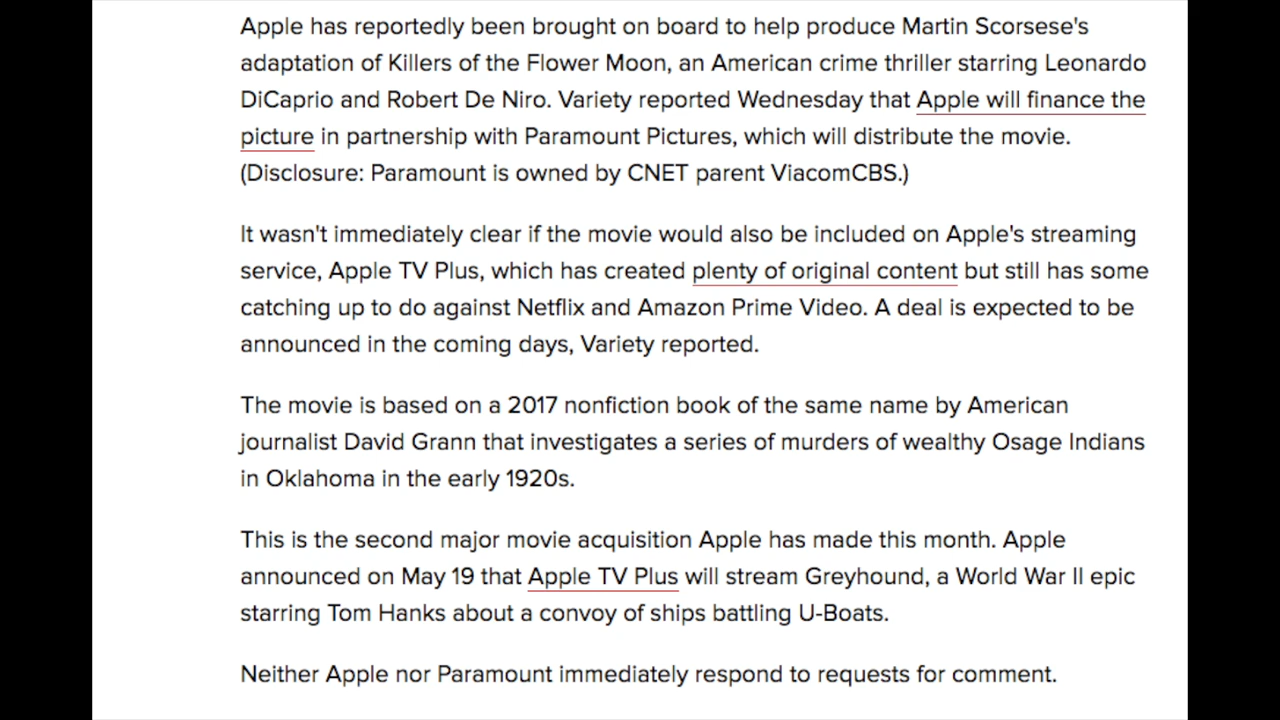 Apple has reportedly been brought on board to help produce Martin Scorsese's
adaptation of Killers of the Flower Moon, an American crime thriller starring Leonardo
DiCaprio and Robert De Niro. Variety reported Wednesday that Apple will finance the
picture in partnership with Paramount Pictures, which will distribute the movie.
(Disclosure: Paramount is owned by CNET parent ViacomCBS.)
It wasn't immediately clear if the movie would also be included on Apple's streaming
service, Apple TV Plus, which has created plenty of original content but still has some
catching up to do against Netflix and Amazon Prime Video. A deal is expected to be
announced in the coming days, Variety reported.
The movie is based on a 2017 nonfiction book of the same name by American
journalist David Grann that investigates a series of murders of wealthy Osage Indians
in Oklahoma in the early 1920s.
This is the second major movie acquisition Apple has made this month. Apple
announced on May 19 that Apple TV Plus will stream Greyhound, a World War II epic
starring Tom Hanks about a convoy of ships battling U-Boats.
Neither Apple nor Paramount immediately respond to requests for comment.